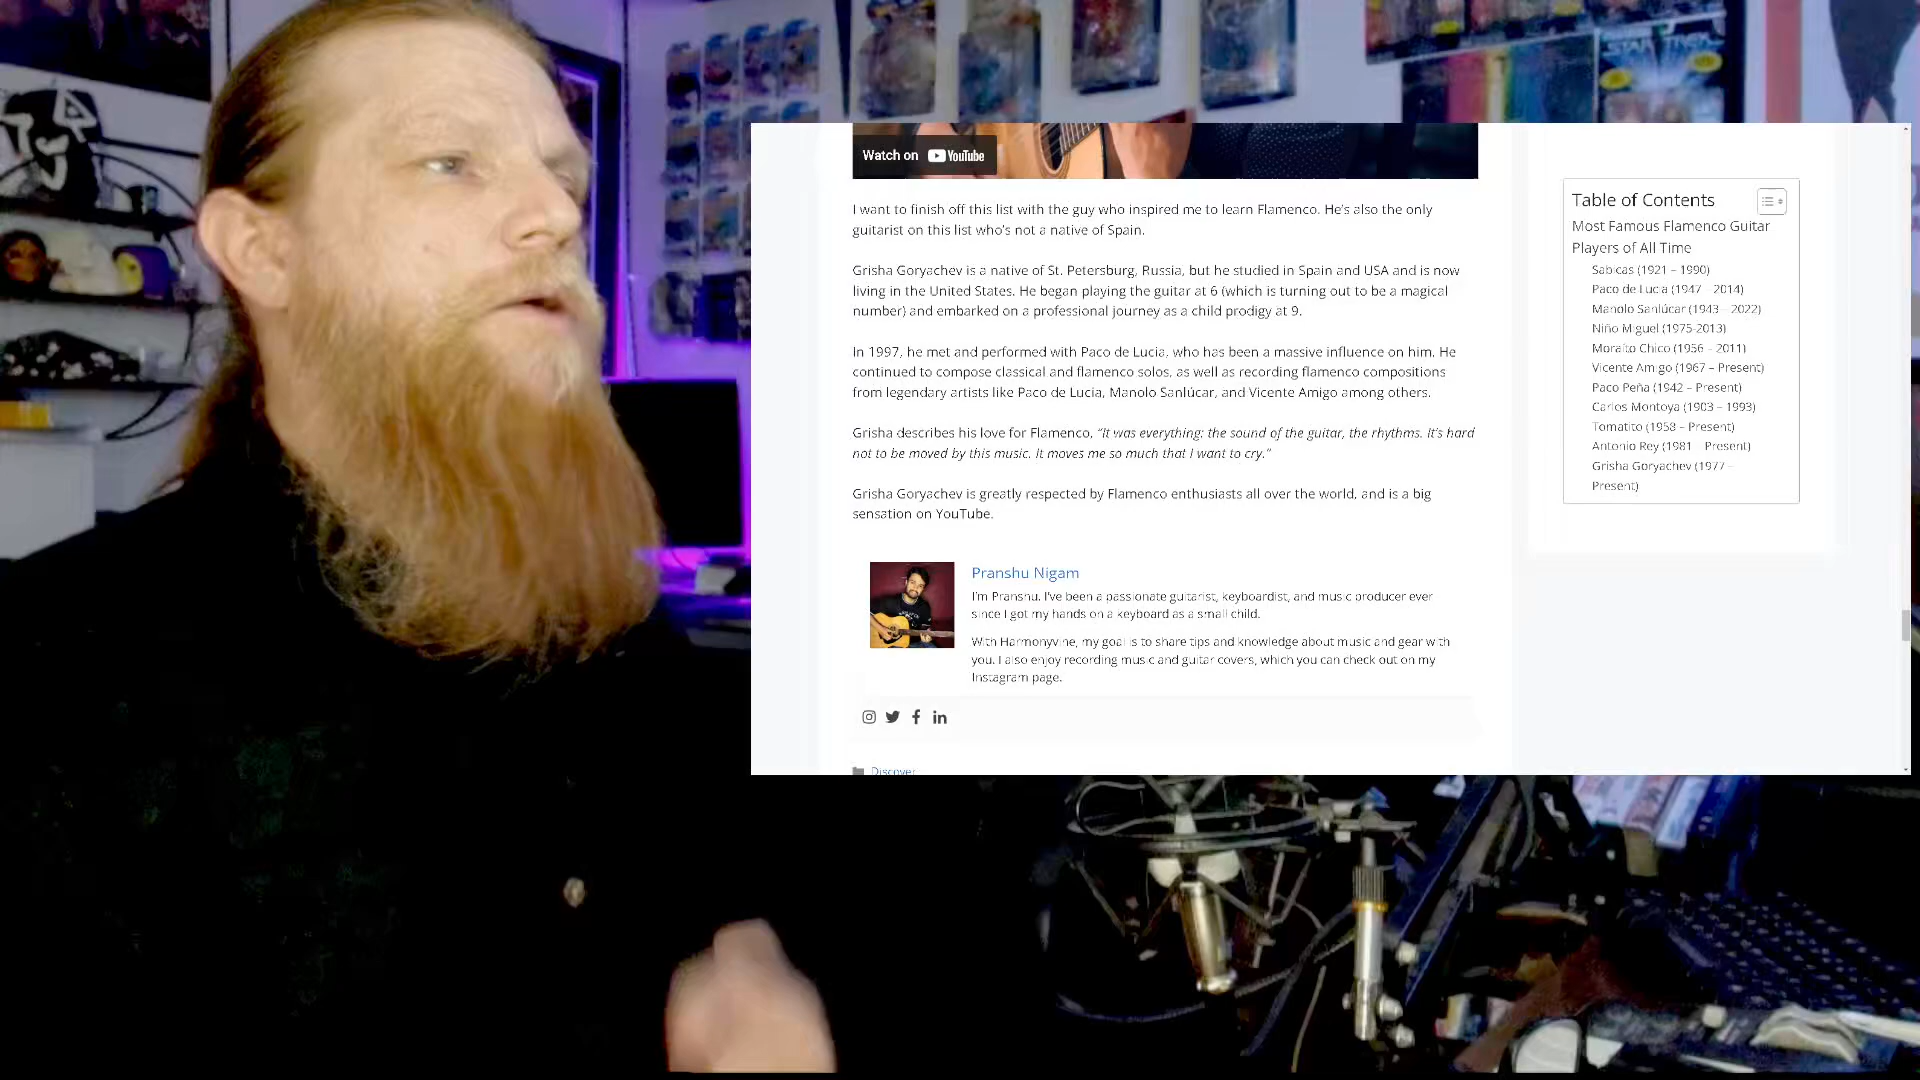 STAR TREK
Watch on YouTube
I want to finish off this list with the guy who inspired me to learn Flamenco. He's also the only
guitarist on this list who's not a native of Spain.
Grisha Goryachev is a native of St. Petersburg, Russia, but he studied in Spain and USA and is now
living in the United States. He began playing the guitar at 6 (which is turning out to be a magical
number) and embarked on a professional journey as a child prodigy at 9.
In 1997, he met and performed with Paco de Lucia, who has been a massive influence on him. He
continued to compose classical and flamenco solos, as well as recording flamenco compositions
from legendary artists like Paco de Lucia, Manolo Sanlúcar, and Vicente Amigo among others.
Grisha describes his love for Flamenco, “It was everything: the sound of the guitar, the rhythms. It's hard
not to be moved by this music. It moves me so much that I want to cry.”
Grisha Goryachev is greatly respected by Flamenco enthusiasts all over the world, and is a big
sensation on YouTube.
Pranshu Nigam
I'm Pranshu. I've been a passionate guitarist, keyboardist, and music producer ever
since I got my hands on a keyboard as a small child.
With Harmonyvine, my goal is to share tips and knowledge about music and gear with
you. I also enjoy recording music and guitar covers, which you can check out on my
Instagram page.
Discover
Table of Contents
Most Famous Flamenco Guitar
Players of All Time
Sabicas (1921 – 1990)
Paco de Lucia (1947 – 2014)
Manolo Sanlúcar (1943 – 2022)
Niño Miguel (1975-2013)
Moraíto Chico (1956 – 2011)
Vicente Amigo (1967 – Present)
Paco Peña (1942 – Present)
Carlos Montoya (1903 – 1993)
Tomatito (1958 – Present)
Antonio Rey (1981 – Present)
Grisha Goryachev (1977 –
Present)